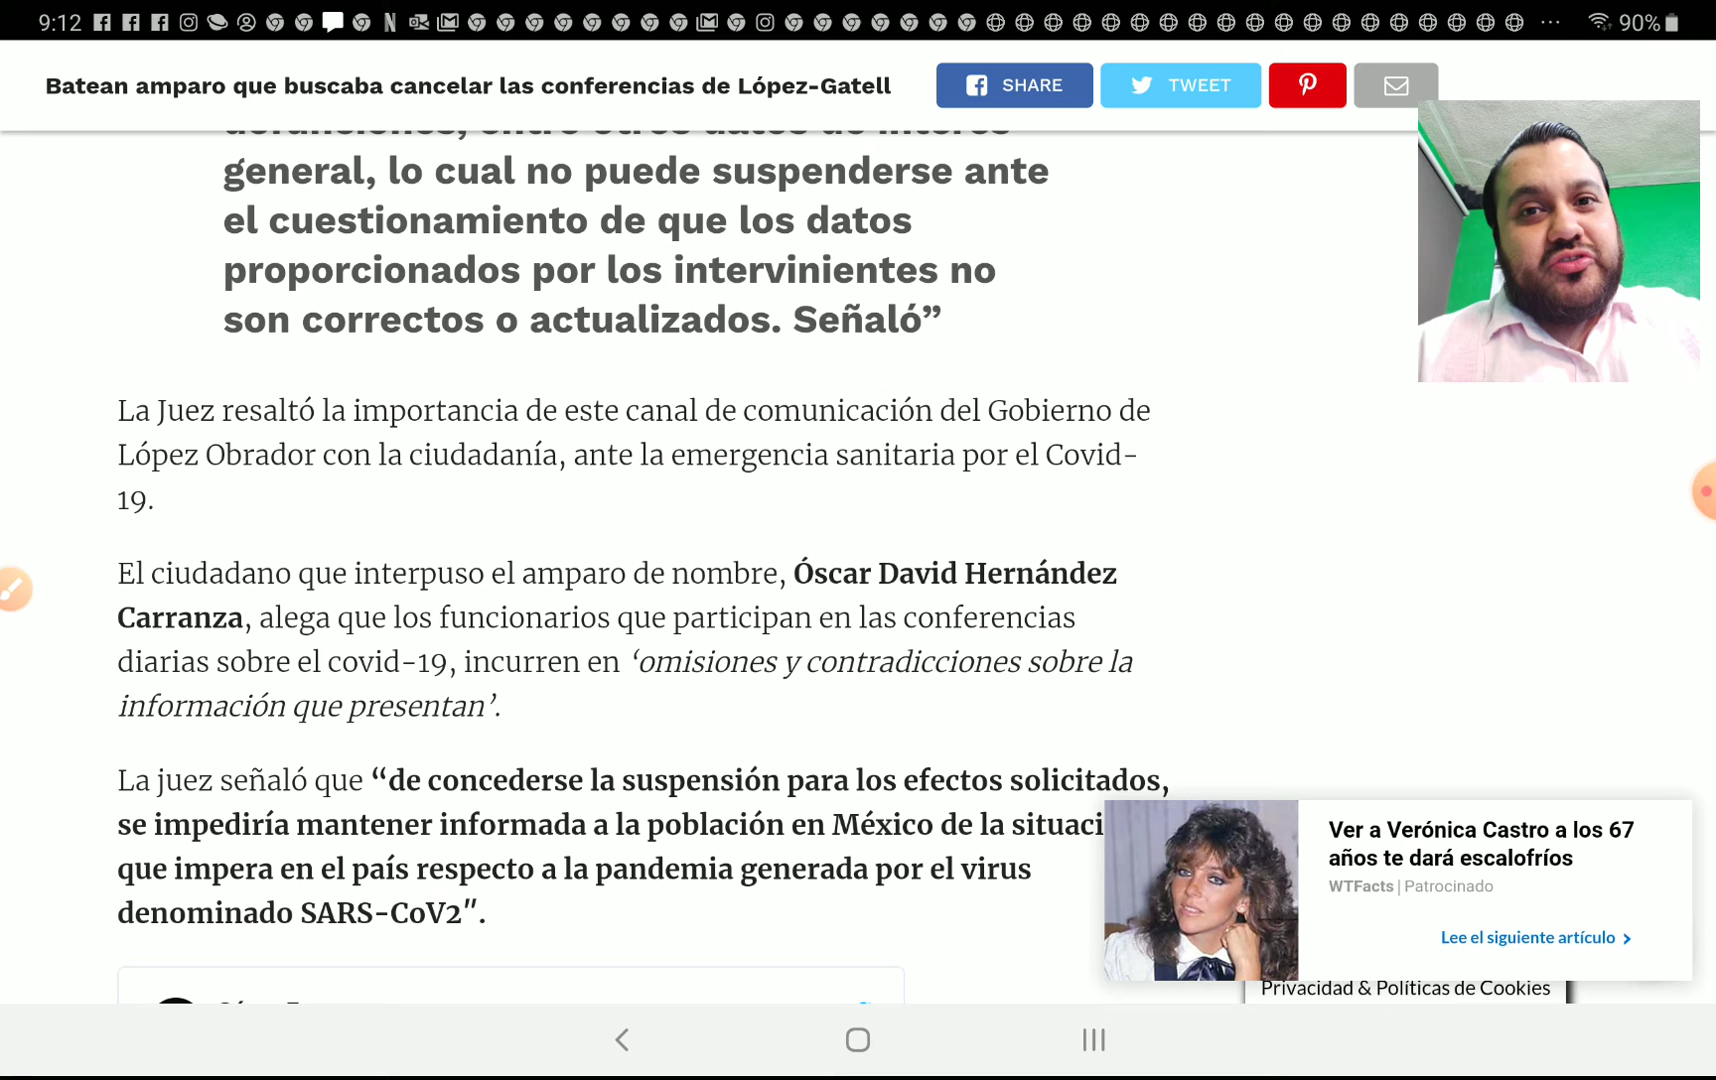 9:12
90%
Batean amparo que buscaba cancelar las conferencias de López-Gatell
SHARE
TWEET
defunciones, entre otros datos de interés
general, lo cual no puede suspenderse ante
el cuestionamiento de que los datos
proporcionados por los intervinientes no
son correctos o actualizados. Señaló”
La Juez resaltó la importancia de este canal de comunicación del Gobierno de
López Obrador con la ciudadanía, ante la emergencia sanitaria por el Covid-
19.
El ciudadano que interpuso el amparo de nombre, Óscar David Hernández
Carranza, alega que los funcionarios que participan en las conferencias
diarias sobre el covid-19, incurren en ‘omisiones y contradicciones sobre la
información que presentan’.
La juez señaló que “de concederse la suspensión para los efectos solicitados,
se impediría mantener informada a la población en México de la situaci
que impera en el país respecto a la pandemia generada por el virus
denominado SARS-CoV2″.
Ver a Verónica Castro a los 67
años te dará escalofríos
WTFacts | Patrocinado
Lee el siguiente artículo
Privacidad & Políticas de Cookies